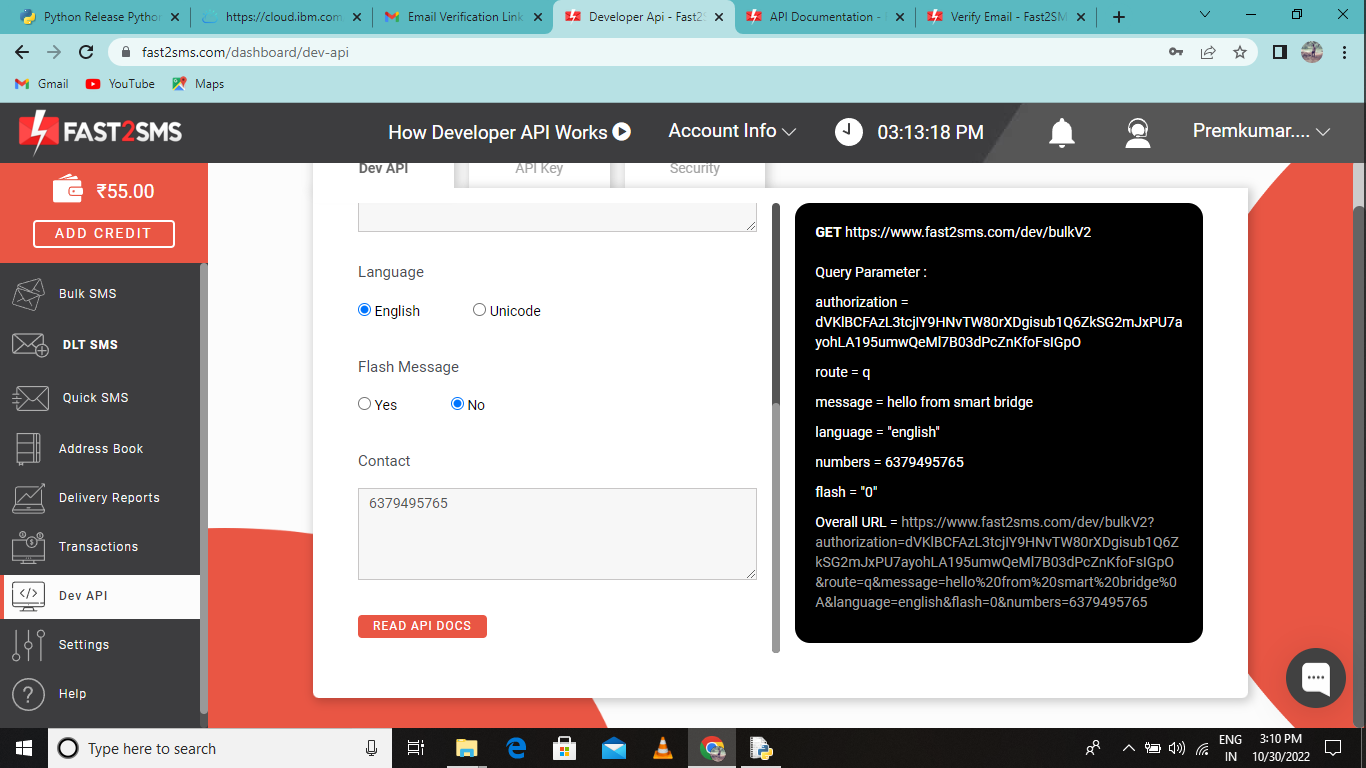 Python Release Python
https://cloud.ibm.com
Email Verification Link
Developer Api - Fast2S
API Documentation -
Verify Email - Fast2SM
fast2sms.com/dashboard/dev-api
Gmail
YouTube
Maps
FAST2SMS
How Developer API Works
Account Info
03:13:18 PM
Premkumar....
₹55.00
ADD CREDIT
Bulk SMS
DLT SMS
Quick SMS
Address Book
Delivery Reports
Transactions
Dev API
Settings
Help
Dev API
API Key
Security
Language
English
Unicode
Flash Message
Yes
No
Contact
6379495765
READ API DOCS
GET https://www.fast2sms.com/dev/bulkV2
Query Parameter :
authorization =
dVKlBCFAzL3tcjIY9HNvTW80rXDgisub1Q6ZkSG2mJxPU7a
yohLA195umwQeMl7B03dPcZnKfoFsIGpO
route = q
message = hello from smart bridge
language = "english"
numbers = 6379495765
flash = "0"
Overall URL = https://www.fast2sms.com/dev/bulkV2?
authorization=dVKlBCFAzL3tcjIY9HNvTW80rXDgisub1Q6Z
kSG2mJxPU7ayohLA195umwQeMl7B03dPcZnKfoFsIGpO
&route=q&message=hello%20from%20smart%20bridge%0
A&language=english&flash=0&numbers=6379495765
Type here to search
ENG
IN
3:10 PM
10/30/2022